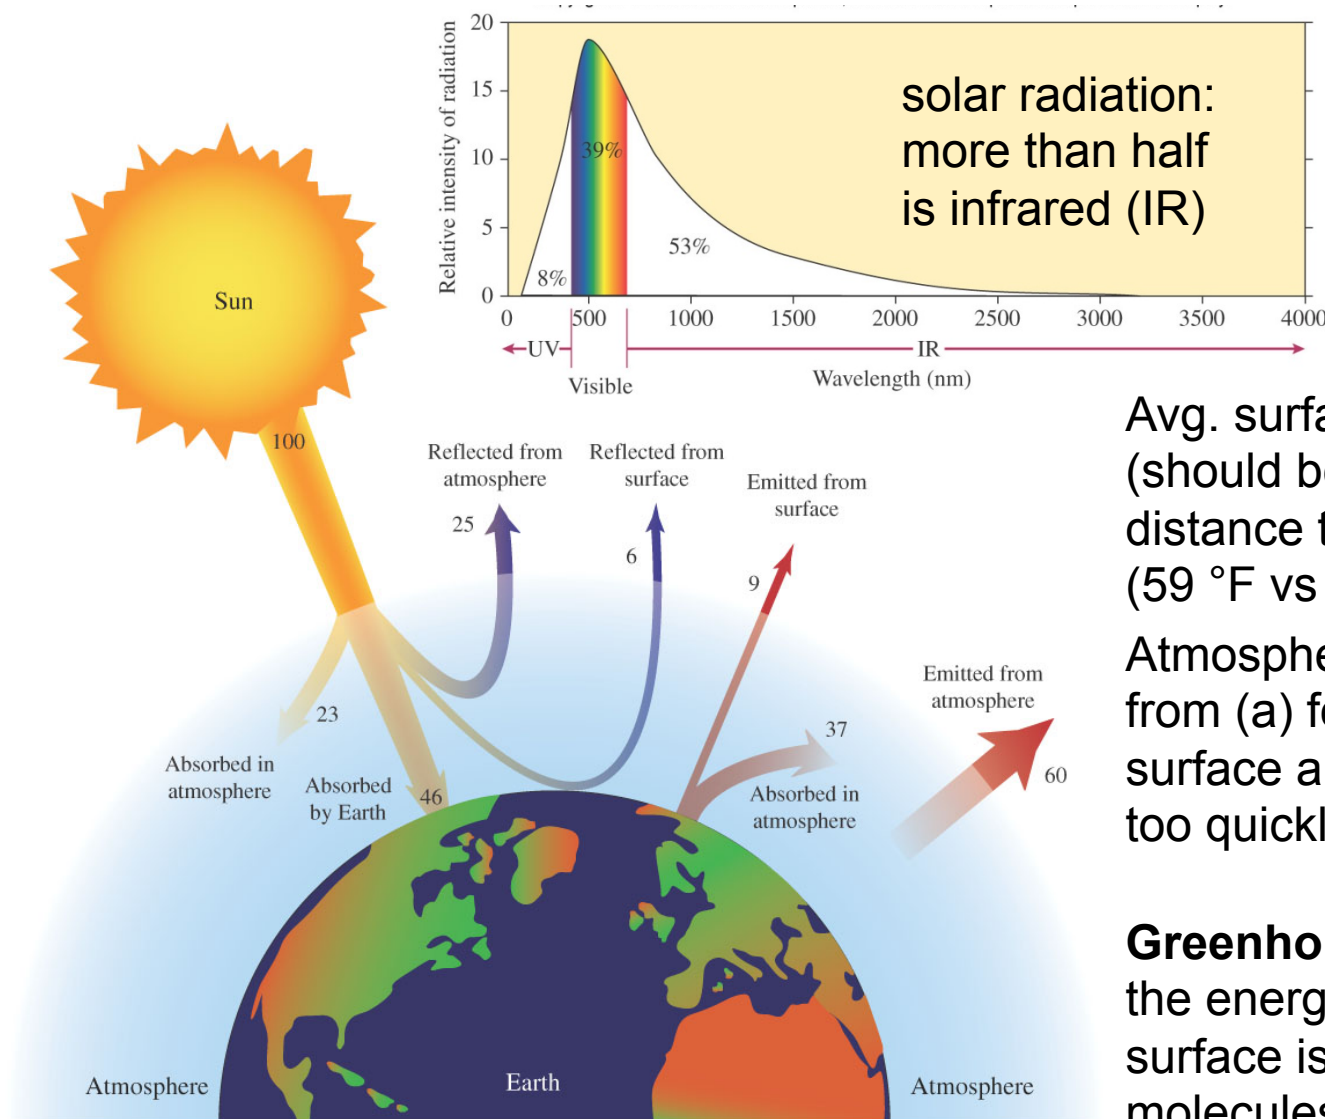 20
15
10
5
0
Relative intensity of radiation
solar radiation:
more than half
is infrared (IR)
39%
53%
8%
0 500 1000 1500 2000 2500 3000 3500 4000
UV
IR
Visible
Wavelength (nm)
Sun
100
Reflected from
atmosphere
25
Reflected from
surface
6
Emitted from
surface
9
Emitted from
atmosphere
60
23
Absorbed in
atmosphere
Absorbed
by Earth
46
37
Absorbed in
atmosphere
Atmosphere
Earth
Atmosphere
Avg. surfa
(should b
distance t
(59 °F vs
Atmosphe
from (a) f
surface a
too quickl
Greenho
the energ
surface is
molecules